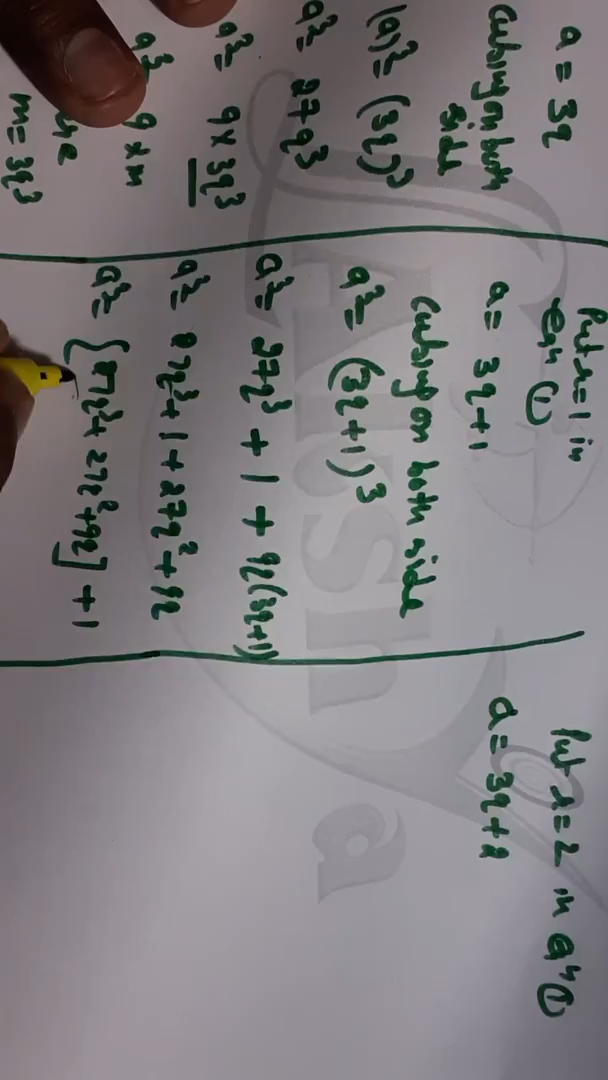 a = 3q
Cubing on both
side
(a)³ = (3q)³
a³ = 27q³
a³ = 9 × 3q³
a³ = 9 × m
m = 3q³
Put r = 1 in
eqn ①
a = 3q + 1
Cubing on both side
a³ = (3q + 1)³
a³ = 27q³ + 1 + 9q(3q+1)
a³ = 27q³ + 1 + 27q² + 9q
a³ = [27q³ + 27q² + 9q] + 1
Put r = 2 in eqn ①
a = 3q + 2